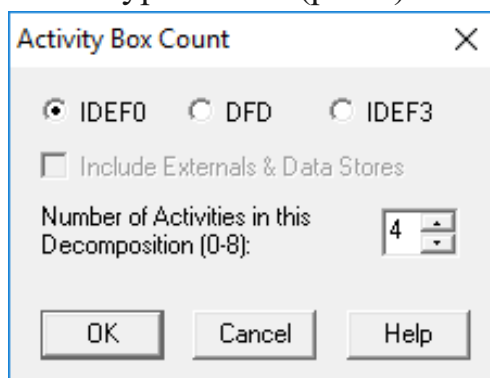 Activity Box Count
IDEF0 DFD IDEF3
Include Externals & Data Stores
Number of Activities in this
Decomposition (0-8):
4
OK Cancel Help